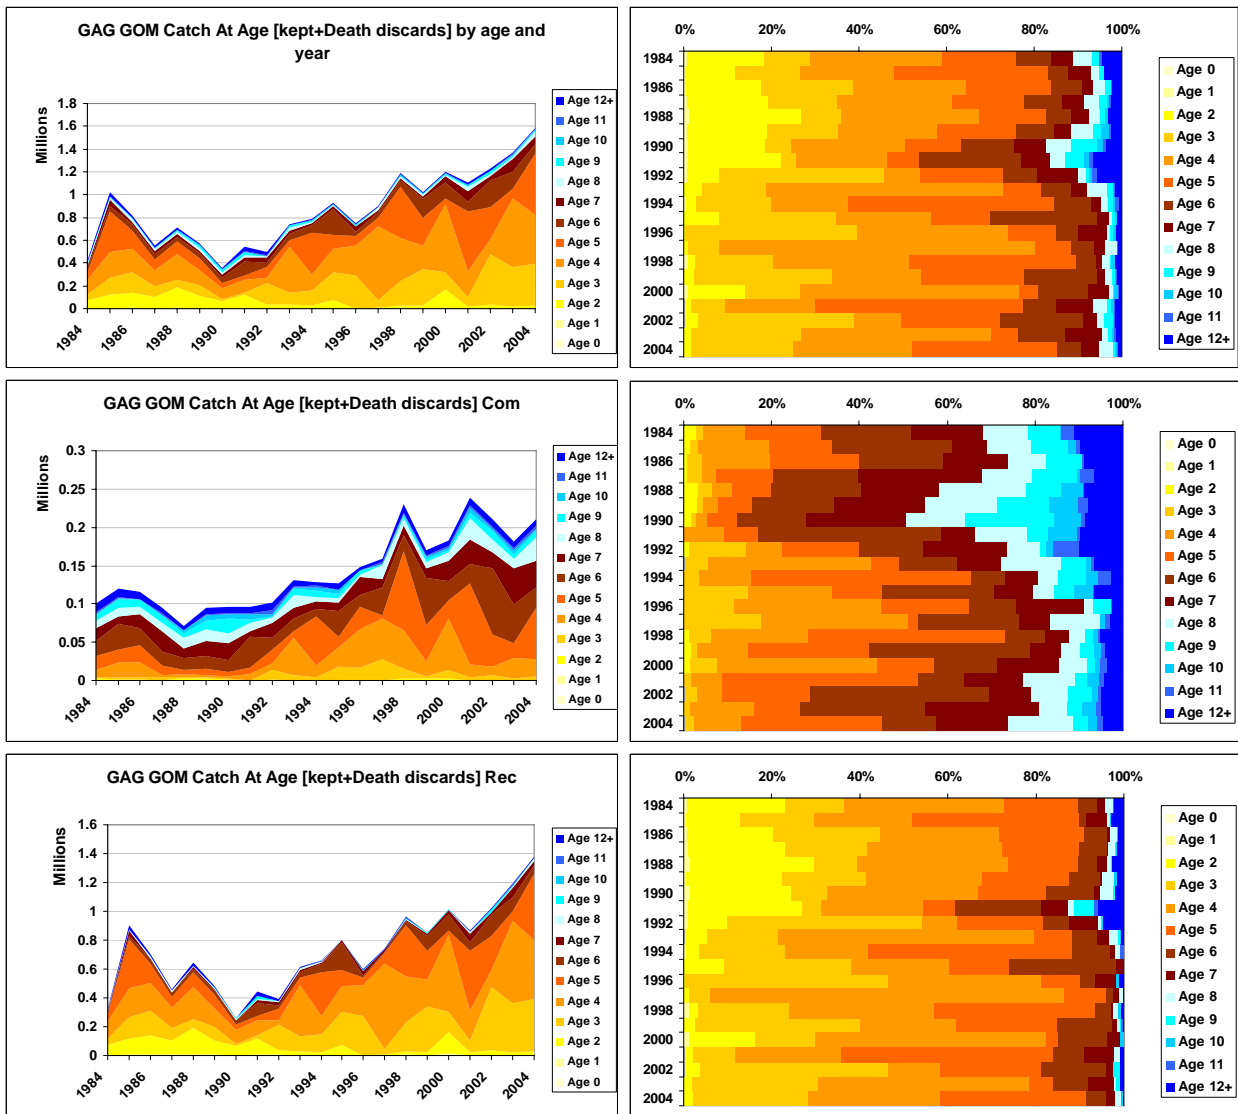 GAG GOM Catch At Age [kept+Death discards] by age and
year
Millions
1.8
1.6
1.4
1.2
1
0.8
0.6
0.4
0.2
0
1984
1986
1988
1990
1992
1994
1996
1998
2000
2002
2004
Age 12+
Age 11
Age 10
Age 9
Age 8
Age 7
Age 6
Age 5
Age 4
Age 3
Age 2
Age 1
Age 0
0% 20% 40% 60% 80% 100%
1984
1986
1988
1990
1992
1994
1996
1998
2000
2002
2004
Age 0
Age 1
Age 2
Age 3
Age 4
Age 5
Age 6
Age 7
Age 8
Age 9
Age 10
Age 11
Age 12+
GAG GOM Catch At Age [kept+Death discards] Com
Millions
0.3
0.25
0.2
0.15
0.1
0.05
0
1984
1986
1988
1990
1992
1994
1996
1998
2000
2002
2004
Age 12+
Age 11
Age 10
Age 9
Age 8
Age 7
Age 6
Age 5
Age 4
Age 3
Age 2
Age 1
Age 0
0% 20% 40% 60% 80% 100%
1984
1986
1988
1990
1992
1994
1996
1998
2000
2002
2004
Age 0
Age 1
Age 2
Age 3
Age 4
Age 5
Age 6
Age 7
Age 8
Age 9
Age 10
Age 11
Age 12+
GAG GOM Catch At Age [kept+Death discards] Rec
Millions
1.6
1.4
1.2
1
0.8
0.6
0.4
0.2
0
1984
1986
1988
1990
1992
1994
1996
1998
2000
2002
2004
Age 12+
Age 11
Age 10
Age 9
Age 8
Age 7
Age 6
Age 5
Age 4
Age 3
Age 2
Age 1
Age 0
0% 20% 40% 60% 80% 100%
1984
1986
1988
1990
1992
1994
1996
1998
2000
2002
2004
Age 0
Age 1
Age 2
Age 3
Age 4
Age 5
Age 6
Age 7
Age 8
Age 9
Age 10
Age 11
Age 12+